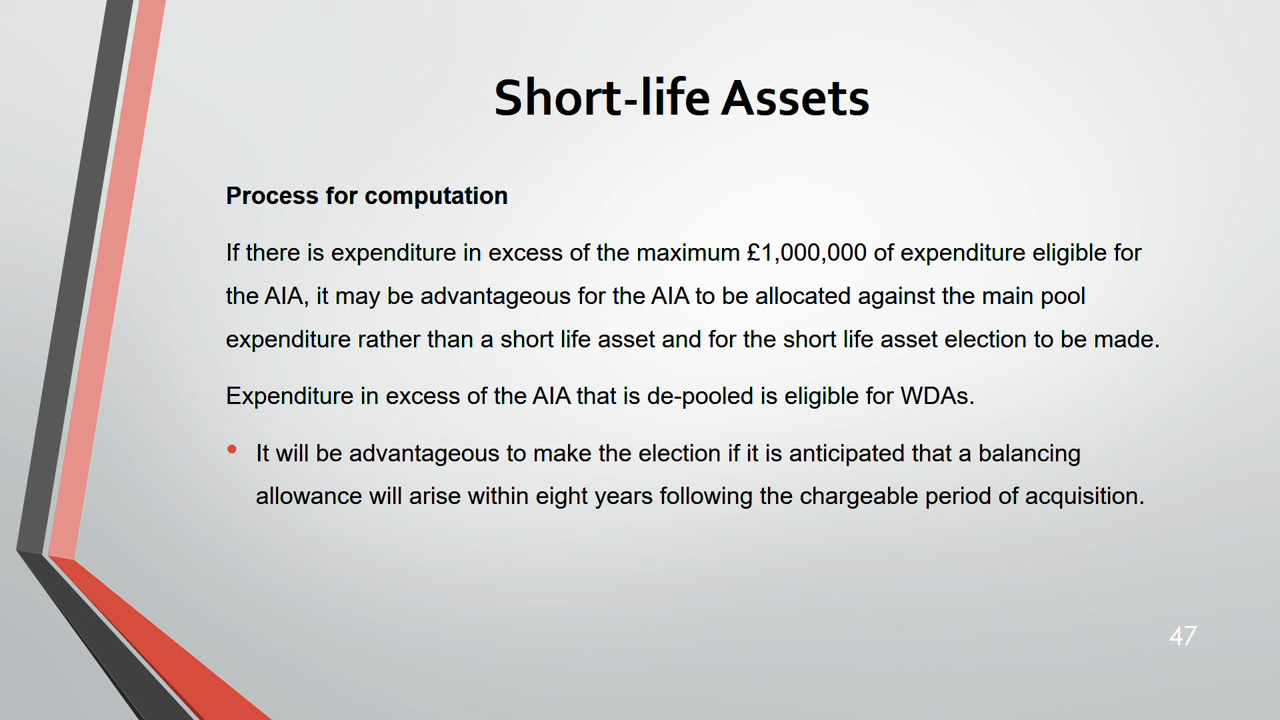 Short-life Assets
Process for computation
If there is expenditure in excess of the maximum £1,000,000 of expenditure eligible for
the AIA, it may be advantageous for the AIA to be allocated against the main pool
expenditure rather than a short life asset and for the short life asset election to be made.
Expenditure in excess of the AIA that is de-pooled is eligible for WDAs.
• It will be advantageous to make the election if it is anticipated that a balancing
allowance will arise within eight years following the chargeable period of acquisition.
47